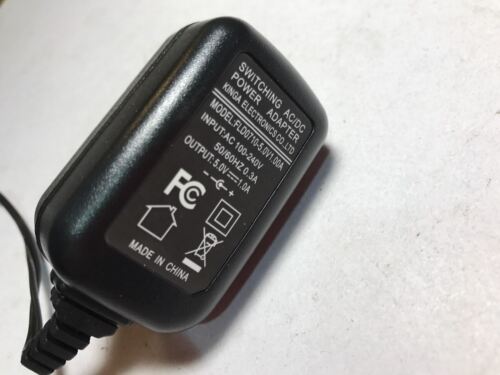 SWITCHING AC/DC
POWER ADAPTER
KINGA ELECTRONICS CO.,LTD
MODEL:FLD0710-5.0V1.00A
INPUT:AC 100-240V
50/60HZ 0.3A
OUTPUT:5.0V⎓1.0A
- +
FC
MADE IN CHINA